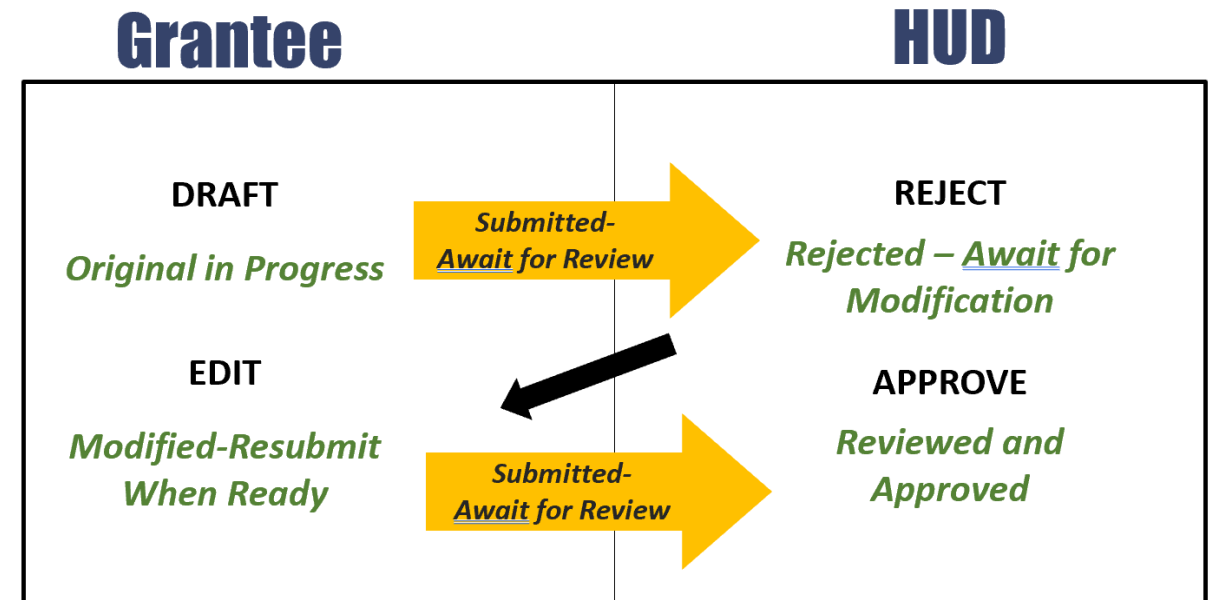 Grantee
HUD
DRAFT
Original in Progress
Submitted-
Await for Review
REJECT
Rejected – Await for
Modification
EDIT
Modified-Resubmit
When Ready
Submitted-
Await for Review
APPROVE
Reviewed and
Approved